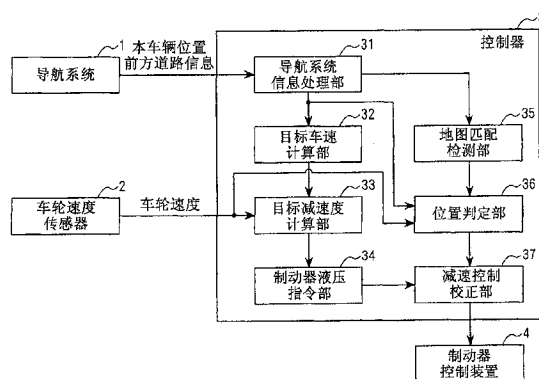 1
本车辆位置
前方道路信息
导航系统
31
导航系统
信息处理部
控制器
32
目标车速
计算部
35
地图匹配
检测部
2
车轮速度
传感器
车轮速度
33
目标减速度
计算部
36
位置判定部
34
制动器液压
指令部
37
减速控制
校正部
4
制动器
控制装置